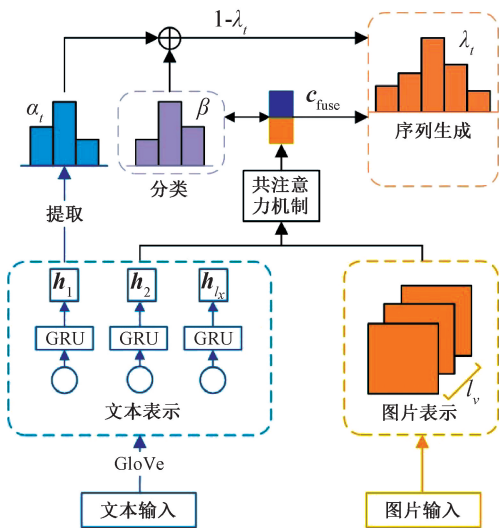 1-λt
αt
β
c fuse
λt
分类
序列生成
提取
共注意
力机制
h1
h2
hlx
GRU
GRU
GRU
文本表示
lv
图片表示
GloVe
文本输入
图片输入